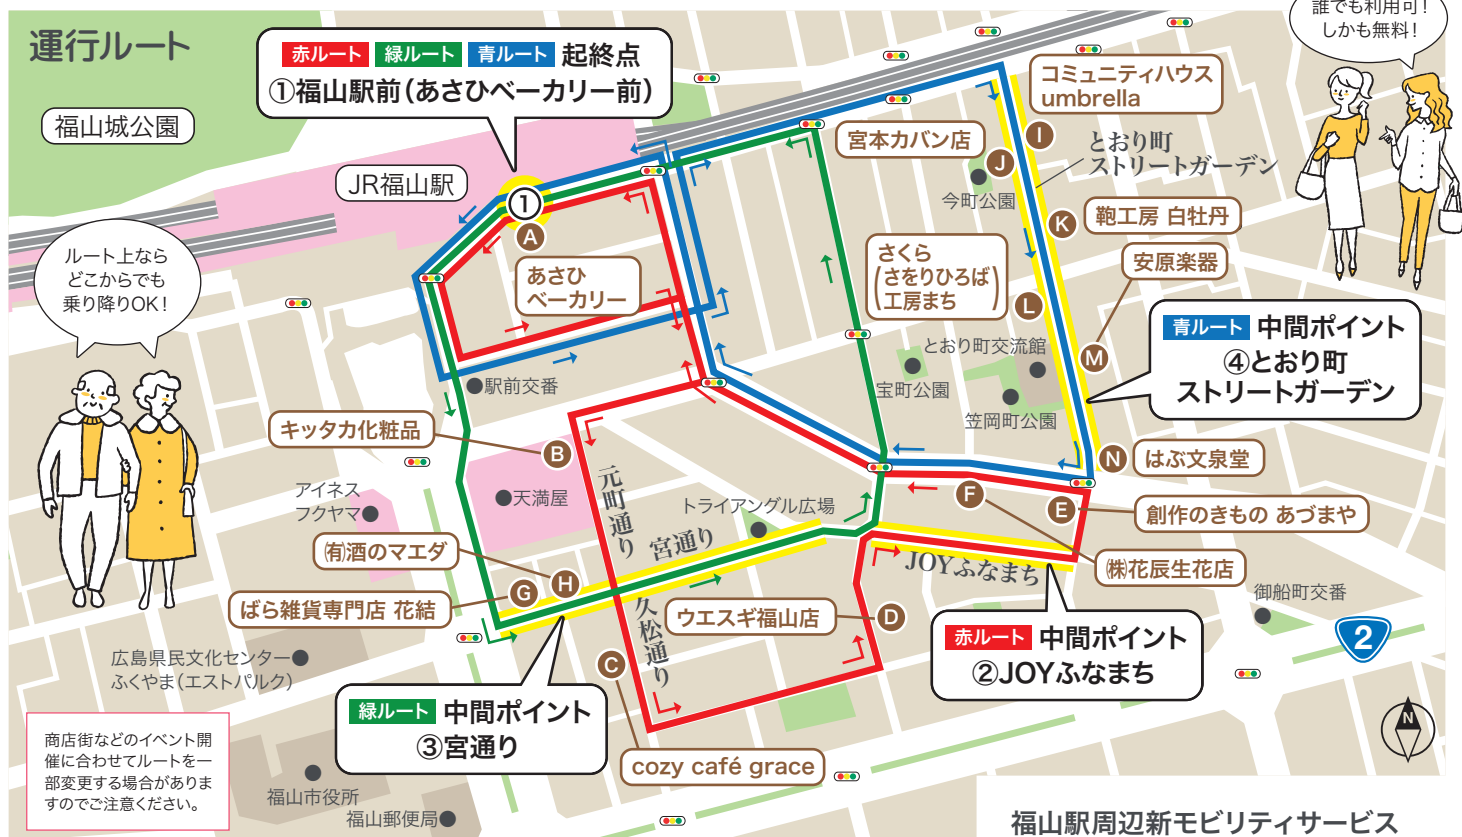 運行ルート
誰でも利用可!
しかも無料!
赤ルート 緑ルート 青ルート 起終点
①福山駅前(あさひベーカリー前)
福山城公園
JR福山駅
①
A
あさひ
ベーカリー
コミュニティハウス
umbrella
I
宮本カバン店
J
今町公園
とおり町
ストリートガーデン
K
鞄工房 白牡丹
安原楽器
さくら
(さをりひろば
工房まち)
L
M
とおり町交流館
宝町公園
笠岡町公園
青ルート 中間ポイント
④とおり町
ストリートガーデン
ルート上なら
どこからでも
乗り降りOK!
駅前交番
キッタカ化粧品
B
天満屋
元町通り
アイネス
フクヤマ
トライアングル広場
N
はぶ文泉堂
F
E
創作のきもの あづまや
㈲酒のマエダ
H
宮通り
JOYふなまち
㈱花辰生花店
G
ばら雑貨専門店 花結
久松通り
ウエスギ福山店
D
御船町交番
2
赤ルート 中間ポイント
②JOYふなまち
広島県民文化センター
ふくやま(エストパルク)
C
緑ルート 中間ポイント
③宮通り
cozy café grace
N
商店街などのイベント開
催に合わせてルートを一
部変更する場合がありま
すのでご注意ください。
福山市役所
福山郵便局
福山駅周辺新モビリティサービス